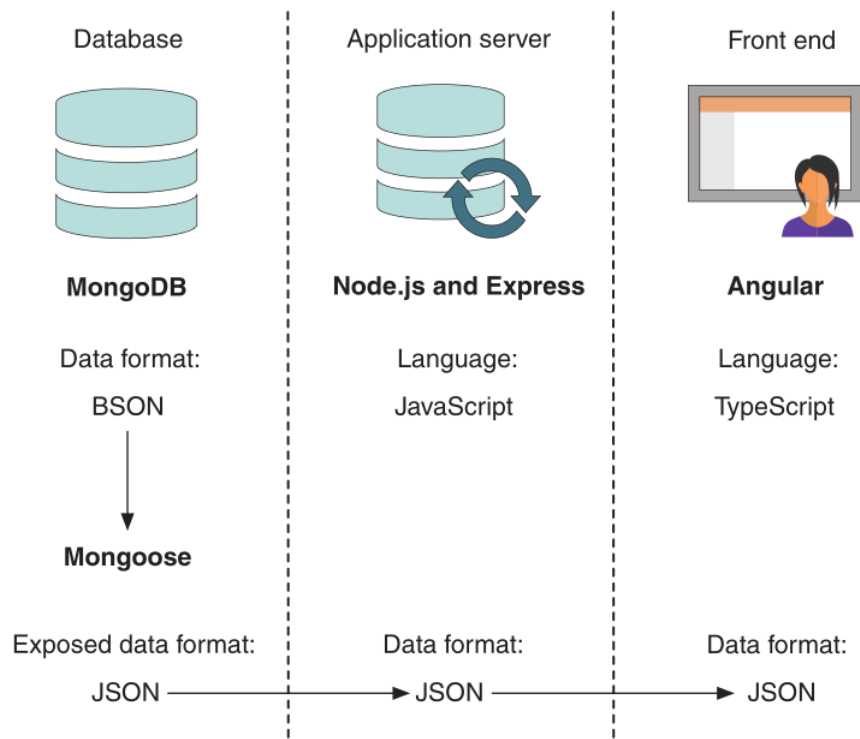 Database
Application server
Front end
MongoDB
Node.js and Express
Angular
Data format:
Language:
Language:
BSON
JavaScript
TypeScript
Mongoose
Exposed data format:
Data format:
Data format:
JSON
JSON
JSON